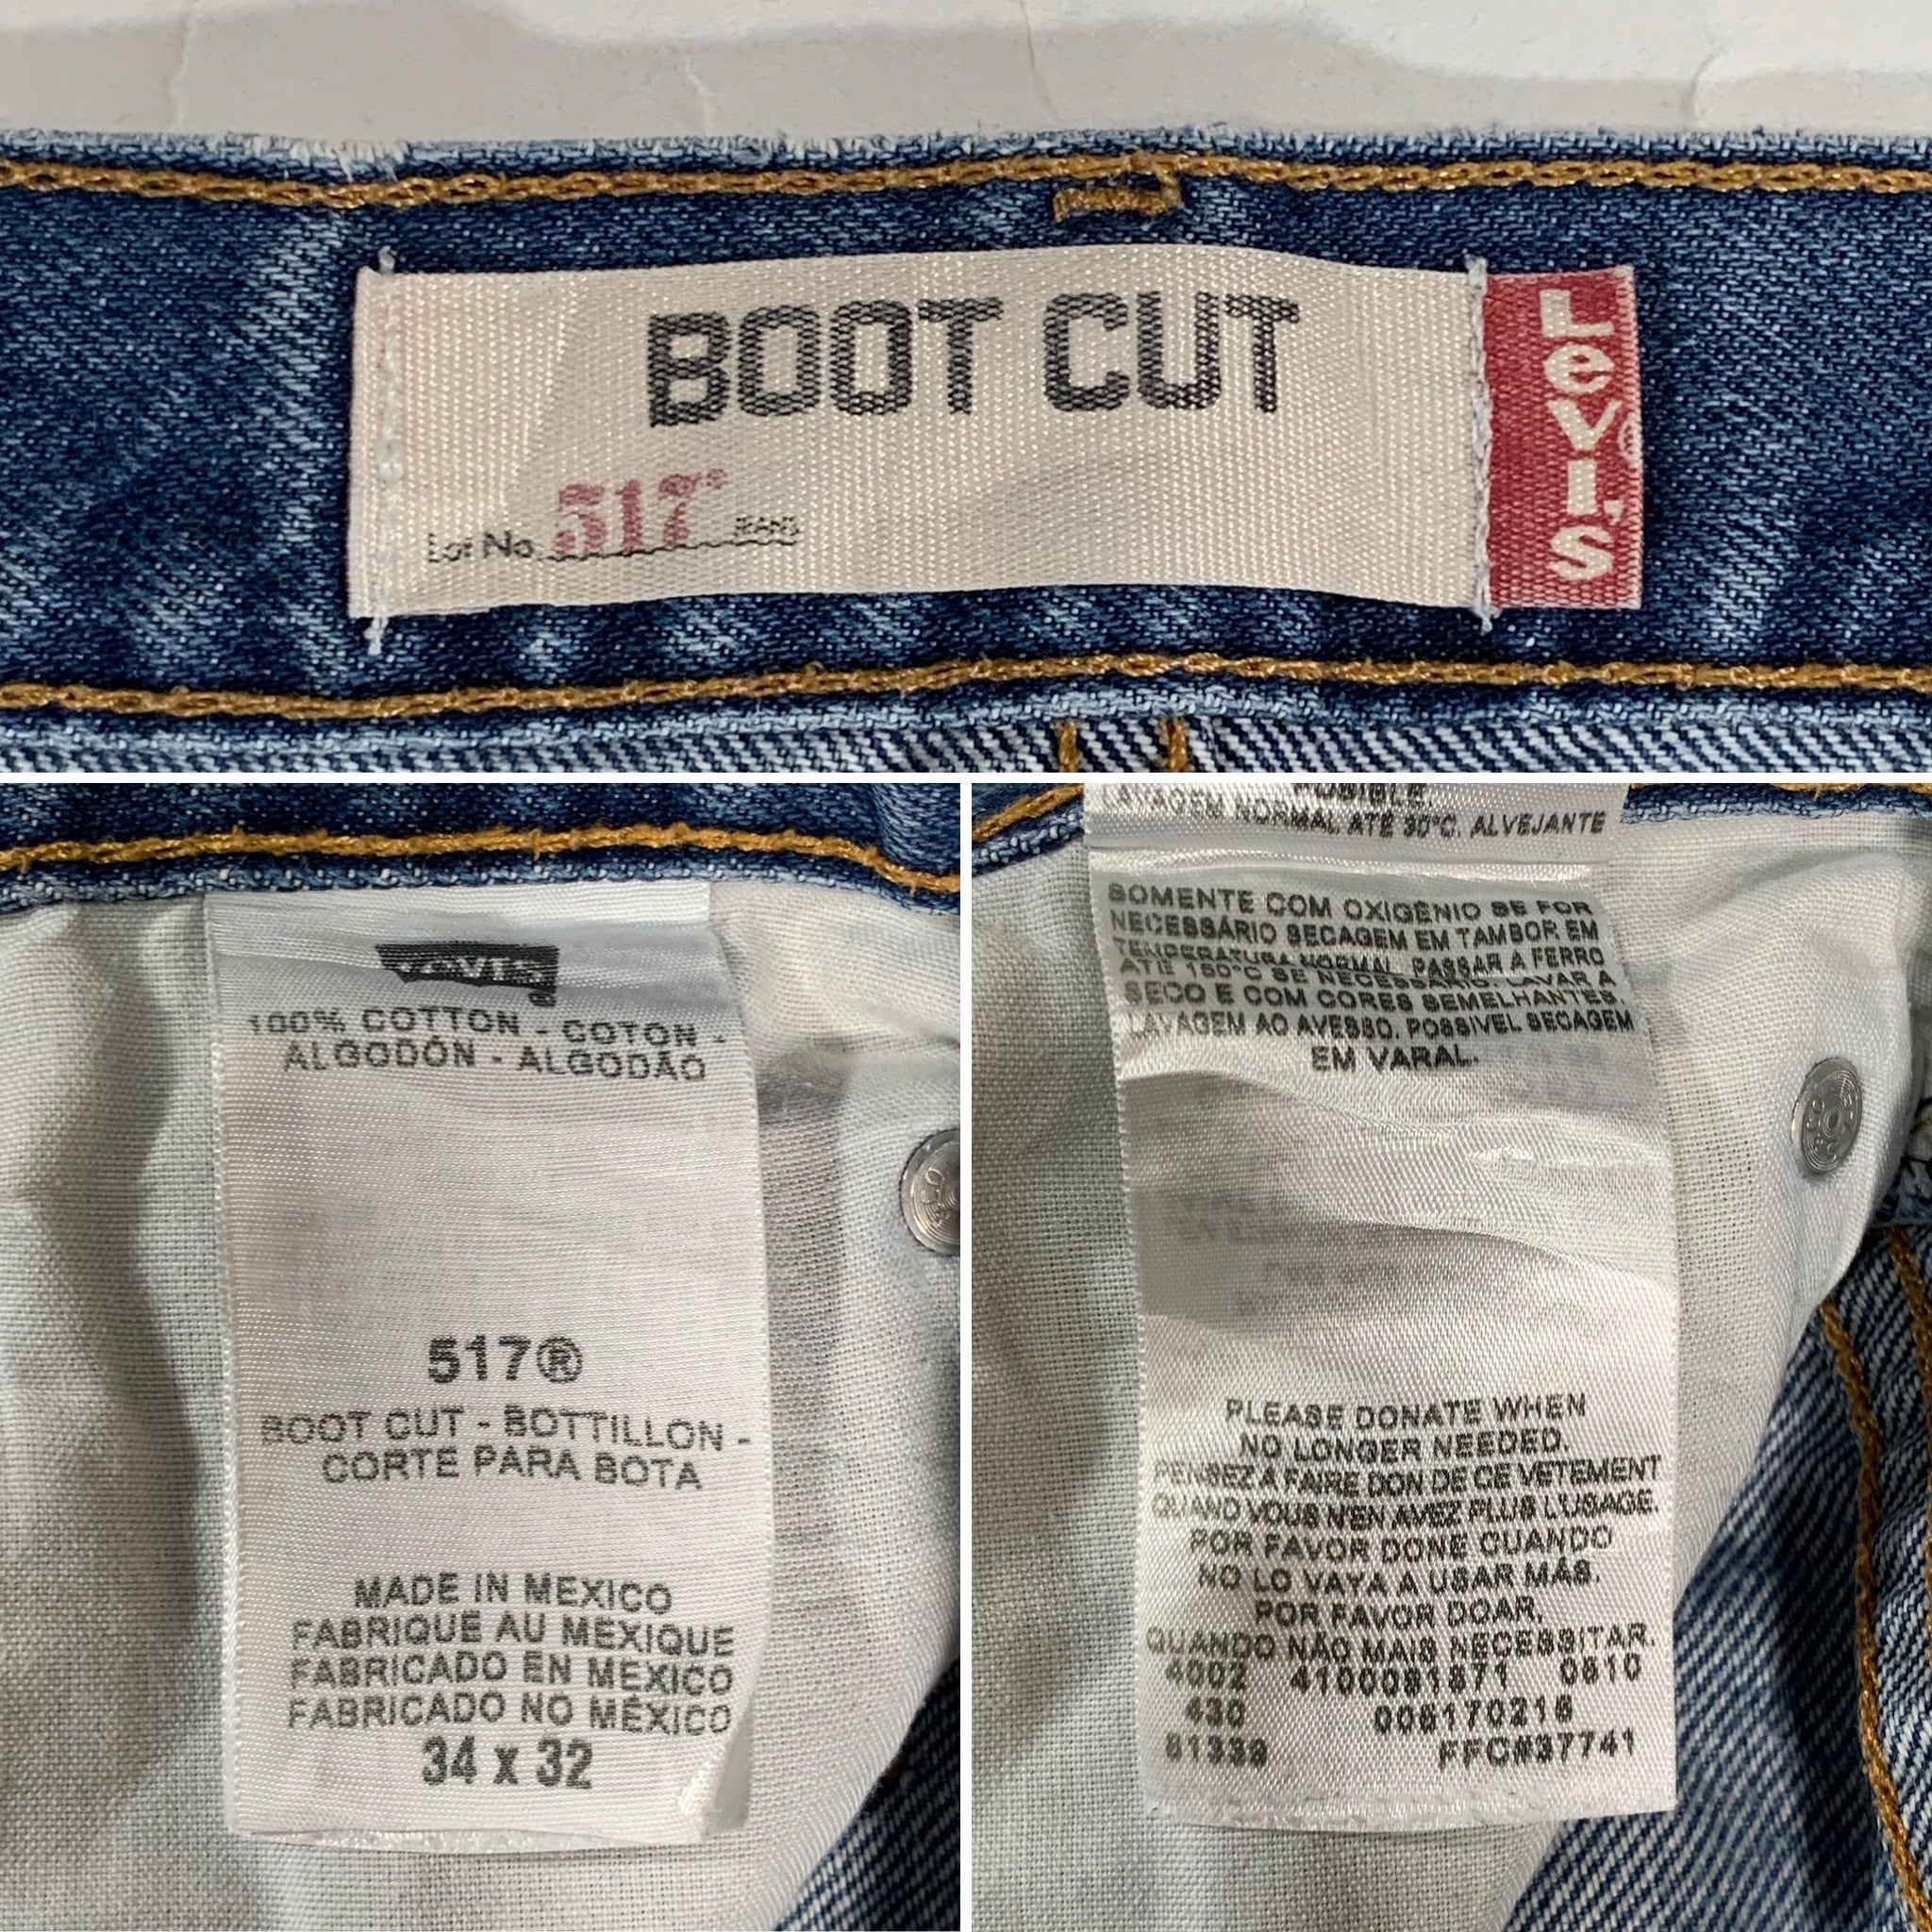 BOOT CUT
LEVI'S®
Lot No. 517® JEANS
LEVI'S
®
100% COTTON - COTON -
ALGODÓN - ALGODÃO
517®
BOOT CUT - BOTTILLON -
CORTE PARA BOTA
MADE IN MEXICO
FABRIQUE AU MEXIQUE
FABRICADO EN MEXICO
FABRICADO NO MÉXICO
34 x 32
POSIBLE.
LAVAGEM NORMAL ATÉ 30°C. ALVEJANTE
SOMENTE COM OXIGÊNIO SE FOR
NECESSÁRIO SECAGEM EM TAMBOR EM
TEMPERATURA NORMAL. PASSAR A FERRO
ATÉ 150°C SE NECESSÁRIO. LAVAR A
SECO E COM CORES SEMELHANTES.
LAVAGEM AO AVESSO. POSSIVEL SECAGEM
EM VARAL.
PLEASE DONATE WHEN
NO LONGER NEEDED.
PENSEZ A FAIRE DON DE CE VETEMENT
QUAND VOUS N'EN AVEZ PLUS L'USAGE.
POR FAVOR DONE CUANDO
NO LO VAYA A USAR MÁS.
POR FAVOR DOAR,
QUANDO NÃO MAIS NECESSITAR.
4002 4100081871 0810
430 005170216
81339 FFC#37741